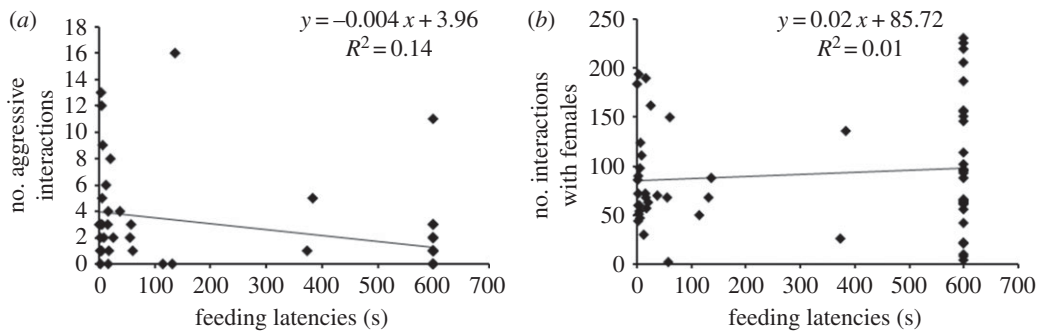 (a)
y = –0.004 x + 3.96
R² = 0.14
18
16
14
12
10
8
6
4
2
0
no. aggressive
interactions
0 100 200 300 400 500 600 700
feeding latencies (s)
(b)
y = 0.02 x + 85.72
R² = 0.01
250
200
150
100
50
0
no. interactions
with females
0 100 200 300 400 500 600 700
feeding latencies (s)